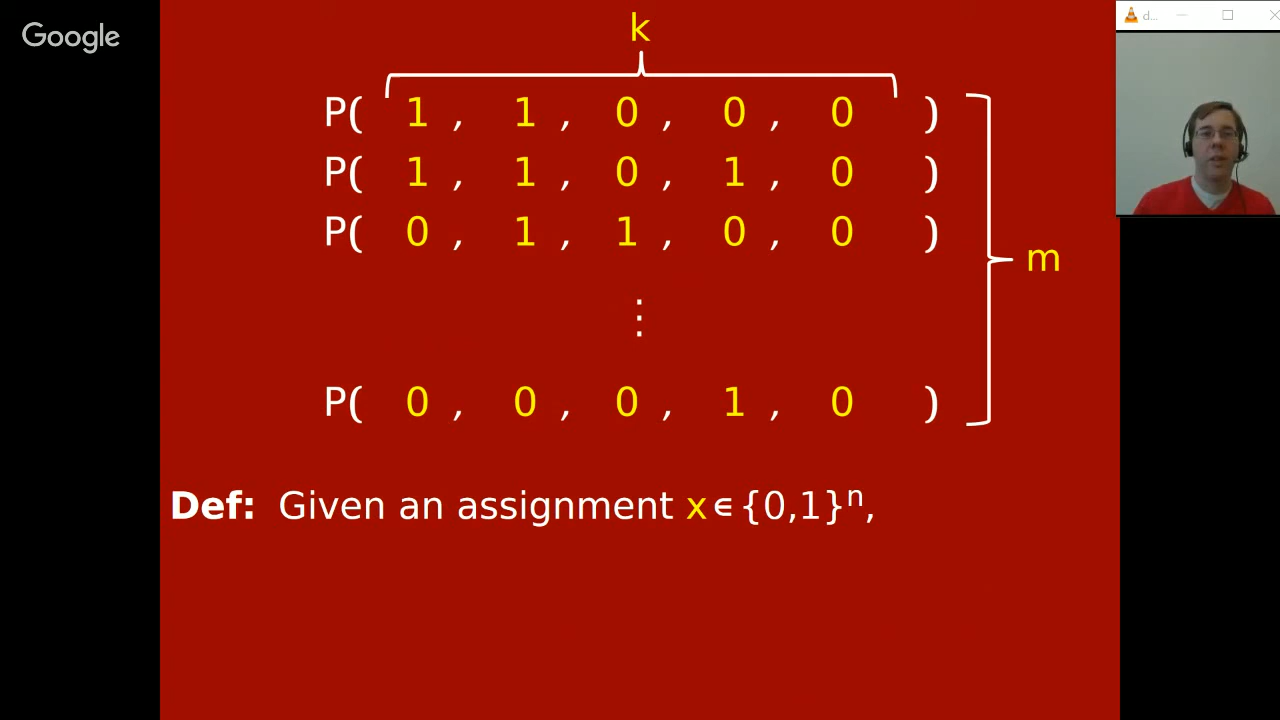 Google
d...
k
P( 1 , 1 , 0 , 0 , 0 )
P( 1 , 1 , 0 , 1 , 0 )
P( 0 , 1 , 1 , 0 , 0 )
m
⋮
P( 0 , 0 , 0 , 1 , 0 )
Def: Given an assignment x∈{0,1}ⁿ,